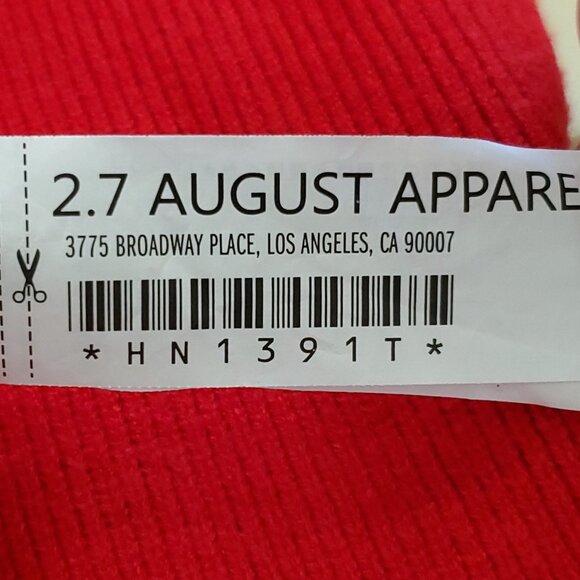 2.7 AUGUST APPARE
3775 BROADWAY PLACE, LOS ANGELES, CA 90007
*HN1391T*